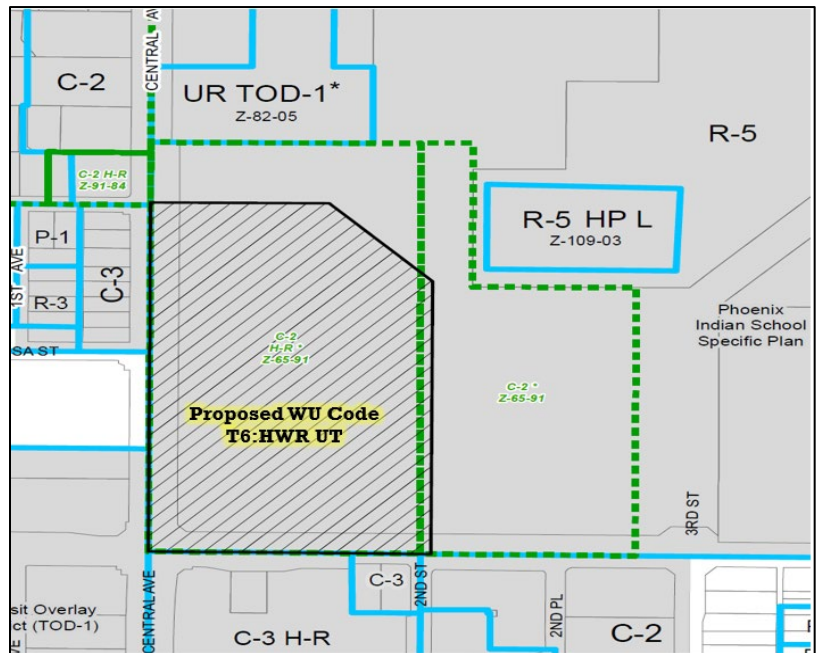 CENTRAL AV
C-2
UR TOD-1*
Z-82-05
R-5
C-2 H-R
Z-91-84
R-5 HP L
Z-109-03
P-1
1ST AVE
R-3
C-3
SA ST
Phoenix
Indian School
Specific Plan
C-2
H-R *
Z-65-91
C-2 *
Z-65-91
Proposed WU Code
T6:HWR UT
3RD ST
CENTRAL AVE
C-3
2ND ST
2ND PL
sit Overlay
ct (TOD-1)
VE
C-3 H-R
C-2